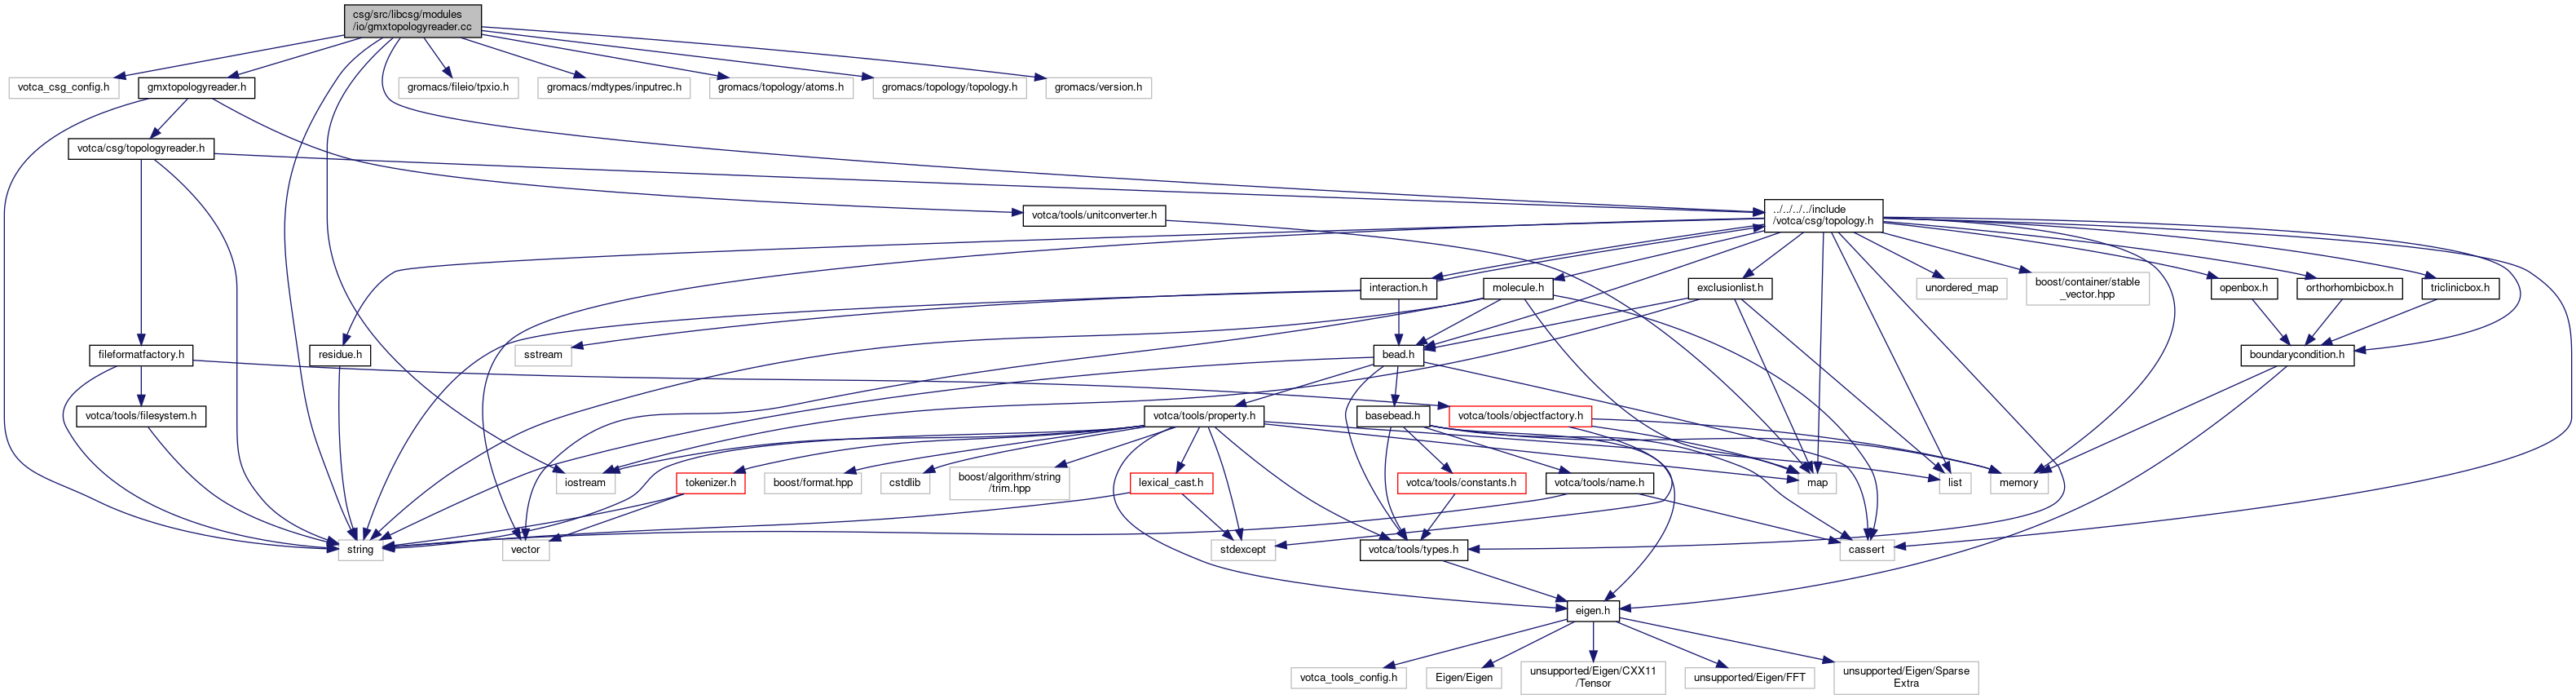 csg/src/libcsg/modules
/io/gmxtopologyreader.cc
votca_csg_config.h
gmxtopologyreader.h
gromacs/fileio/tpxio.h
gromacs/mdtypes/inputrec.h
gromacs/topology/atoms.h
gromacs/topology/topology.h
gromacs/version.h
votca/csg/topologyreader.h
votca/tools/unitconverter.h
../../../../include
/votca/csg/topology.h
interaction.h
molecule.h
exclusionlist.h
unordered_map
boost/container/stable
_vector.hpp
openbox.h
orthorhombicbox.h
triclinicbox.h
fileformatfactory.h
residue.h
sstream
bead.h
boundarycondition.h
votca/tools/filesystem.h
votca/tools/property.h
basebead.h
votca/tools/objectfactory.h
iostream
tokenizer.h
boost/format.hpp
cstdlib
boost/algorithm/string
/trim.hpp
lexical_cast.h
votca/tools/constants.h
votca/tools/name.h
map
list
memory
string
vector
stdexcept
votca/tools/types.h
cassert
eigen.h
votca_tools_config.h
Eigen/Eigen
unsupported/Eigen/CXX11
/Tensor
unsupported/Eigen/FFT
unsupported/Eigen/Sparse
Extra